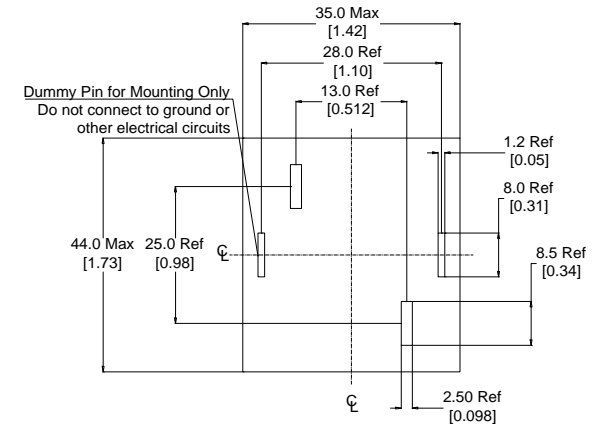 35.0 Max
[1.42]
28.0 Ref
[1.10]
Dummy Pin for Mounting Only
Do not connect to ground or
other electrical circuits
13.0 Ref
[0.512]
1.2 Ref
[0.05]
8.0 Ref
[0.31]
44.0 Max
[1.73]
25.0 Ref
[0.98]
℄
8.5 Ref
[0.34]
℄
2.50 Ref
[0.098]